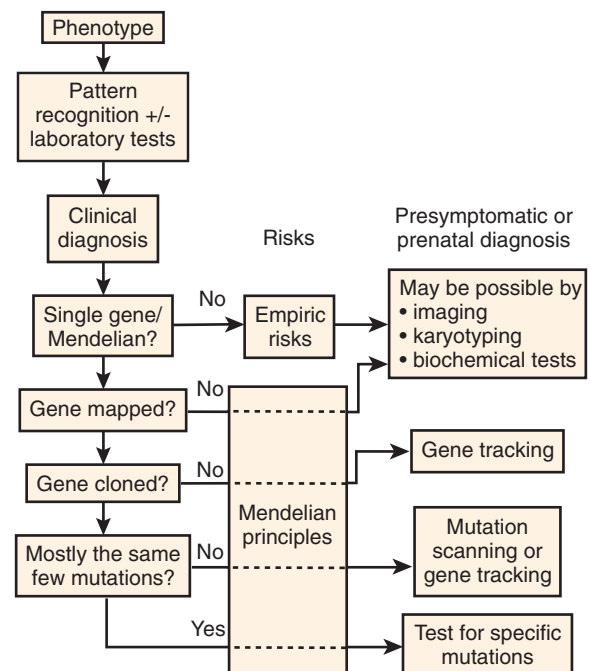 Phenotype
Pattern
recognition +/-
laboratory tests
Clinical
diagnosis
Risks
Presymptomatic or
prenatal diagnosis
Single gene/
Mendelian?
No
Empiric
risks
May be possible by
• imaging
• karyotyping
• biochemical tests
Gene mapped?
No
Gene cloned?
No
Gene tracking
Mendelian
principles
Mostly the same
few mutations?
No
Mutation
scanning or
gene tracking
Yes
Test for specific
mutations